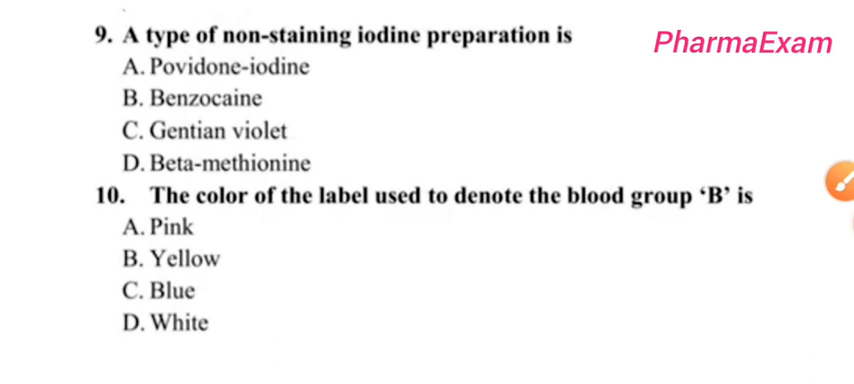 9. A type of non-staining iodine preparation is
PharmaExam
A. Povidone-iodine
B. Benzocaine
C. Gentian violet
D. Beta-methionine
10. The color of the label used to denote the blood group ‘B’ is
A. Pink
B. Yellow
C. Blue
D. White